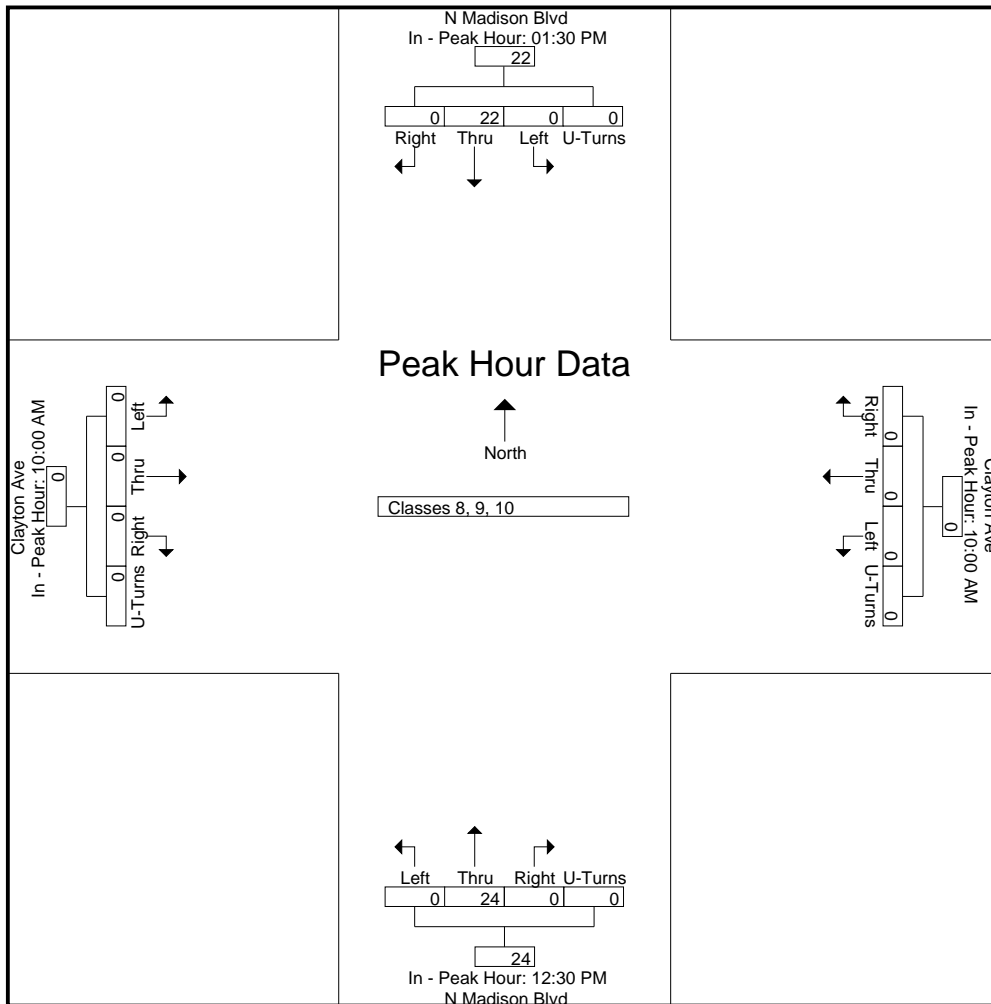 N Madison Blvd
In - Peak Hour: 01:30 PM
22
0 22 0 0
Right Thru Left U-Turns
Peak Hour Data
North
Classes 8, 9, 10
Clayton Ave
In - Peak Hour: 10:00 AM
0
0 0 0 0
Left Thru Right U-Turns
Right Thru Left U-Turns
0 0 0 0
0
In - Peak Hour: 10:00 AM
Clayton Ave
Left Thru Right U-Turns
0 24 0 0
24
In - Peak Hour: 12:30 PM
N Madison Blvd